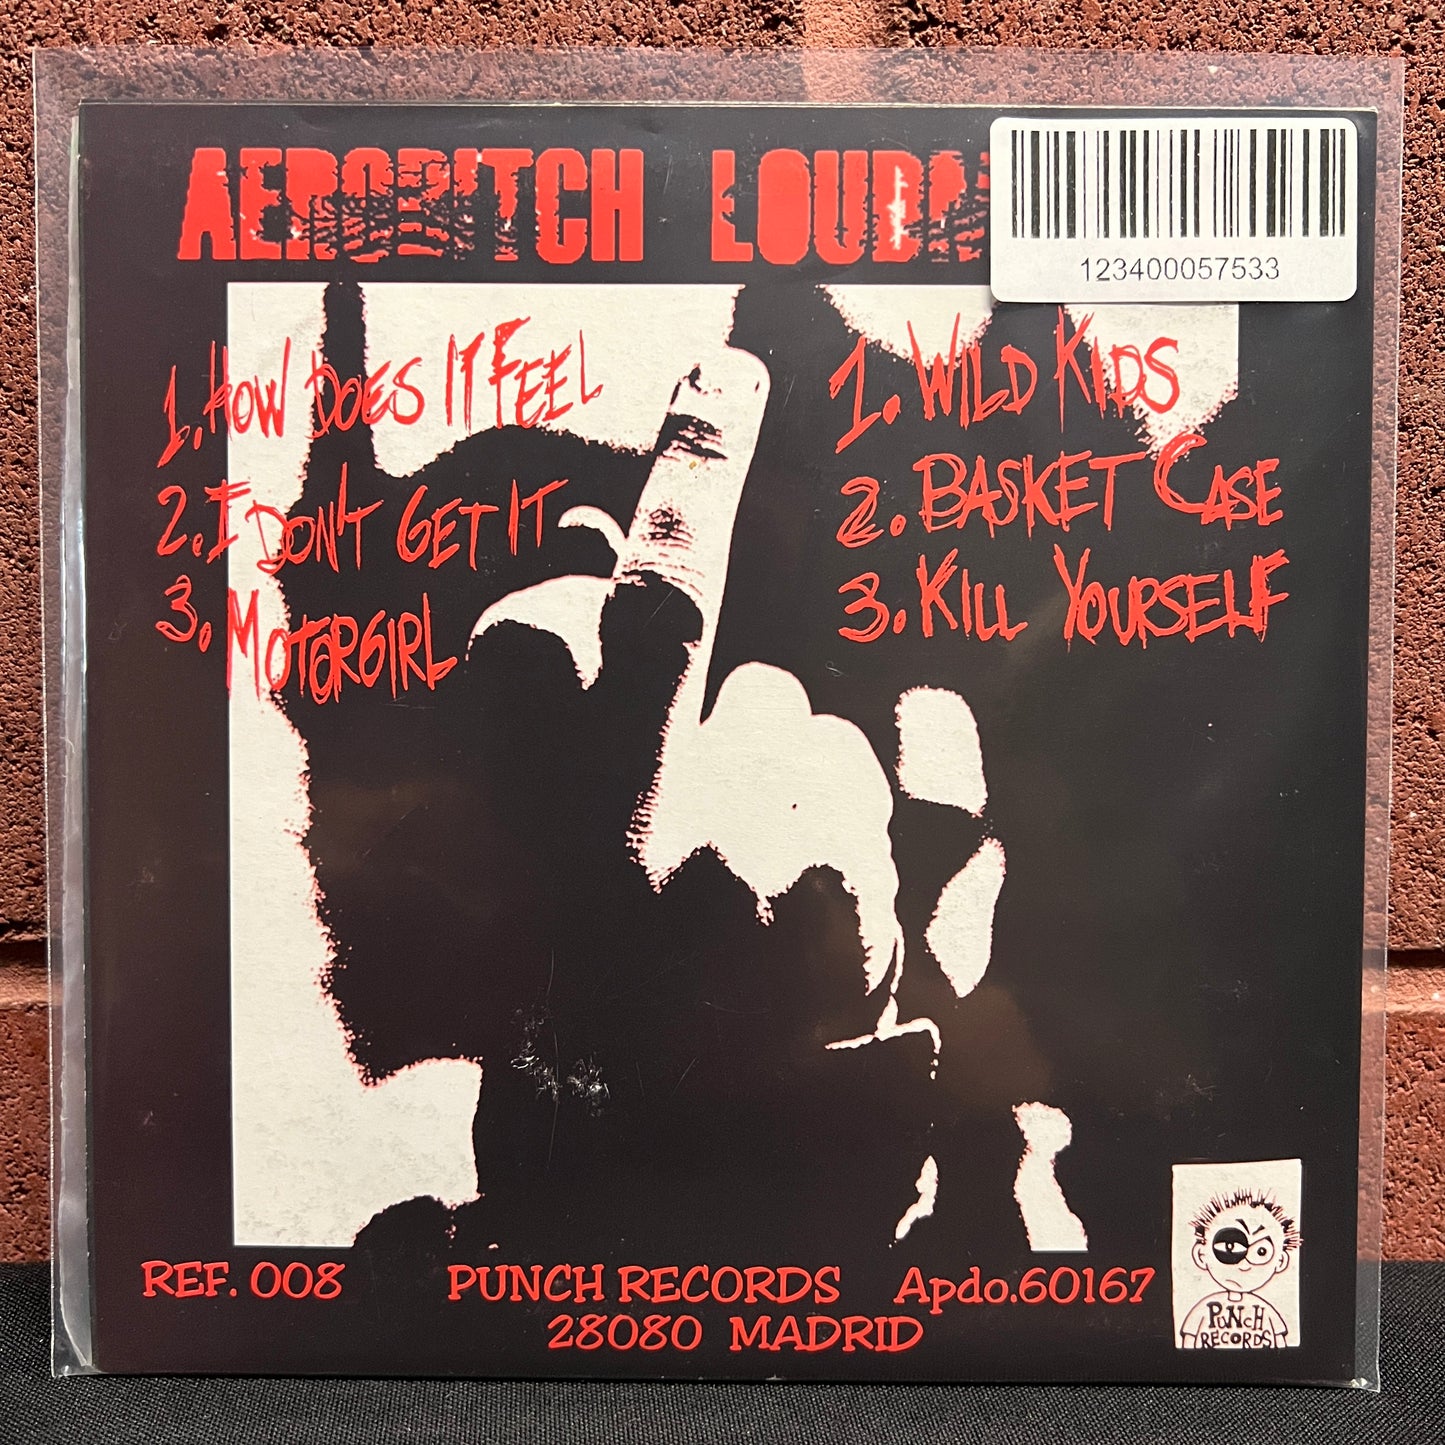 AEROBITCH LOUDN
123400057533
1. HOW DOES IT FEEL
2. I DON'T GET IT
3. MOTORGIRL
1. WILD KIDS
2. BASKET CASE
3. KILL YOURSELF
REF. 008 PUNCH RECORDS Apdo.60167
28080 MADRID
PUNCH
RECORDS